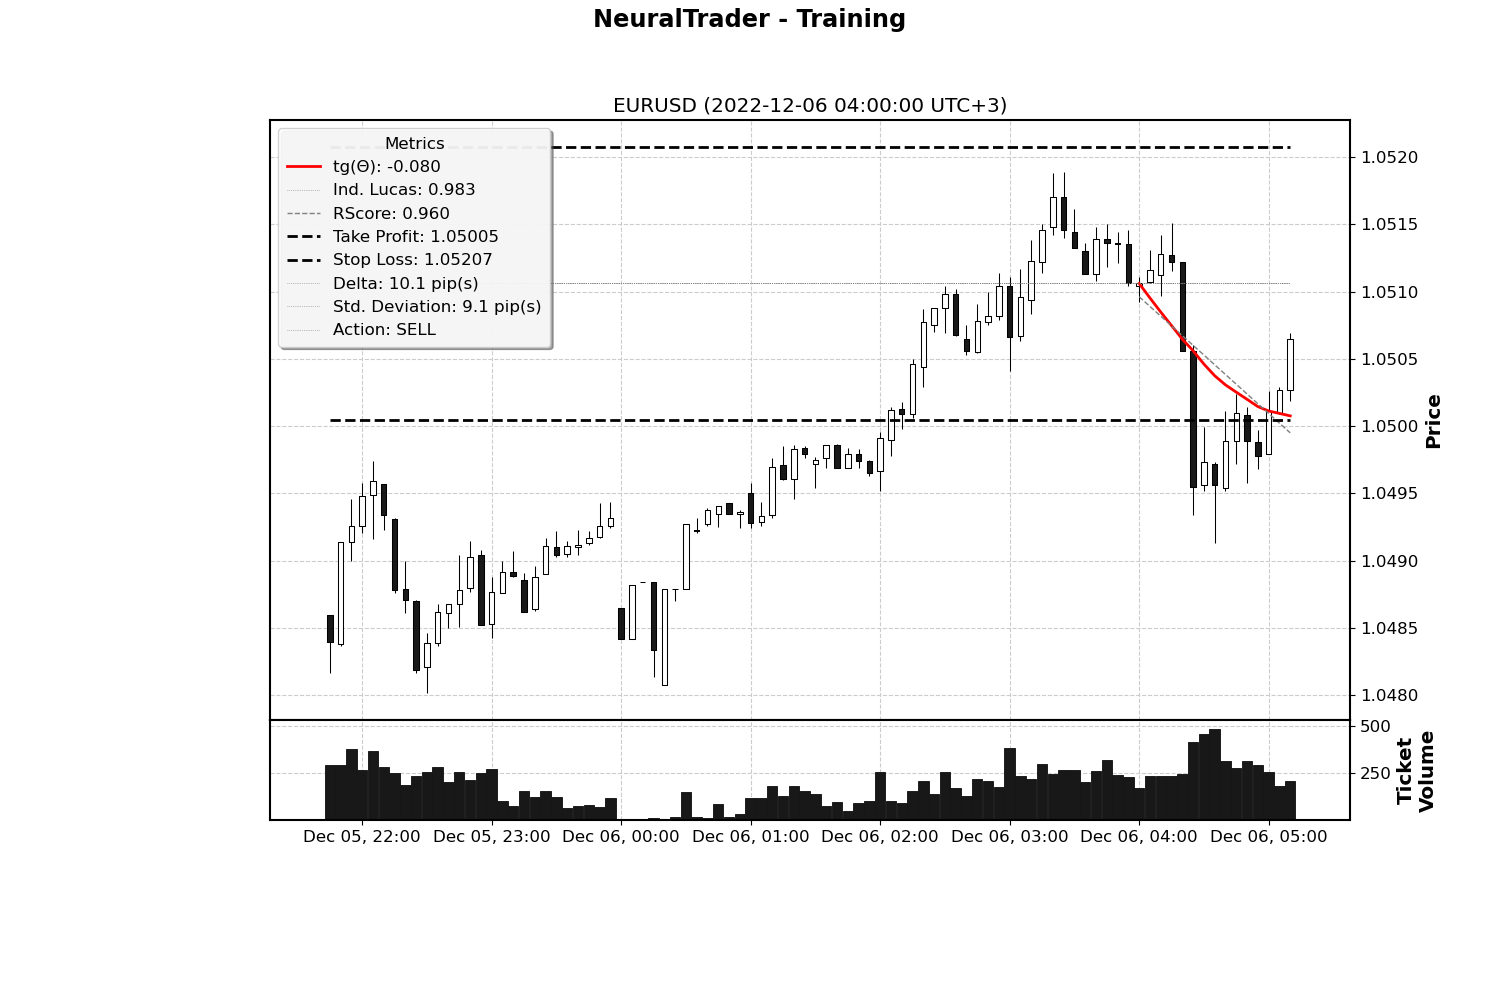 NeuralTrader - Training
EURUSD (2022-12-06 04:00:00 UTC+3)
Metrics
tg(Θ): -0.080
Ind. Lucas: 0.983
RScore: 0.960
Take Profit: 1.05005
Stop Loss: 1.05207
Delta: 10.1 pip(s)
Std. Deviation: 9.1 pip(s)
Action: SELL
1.0520
1.0515
1.0510
1.0505
1.0500
1.0495
1.0490
1.0485
1.0480
Price
500
250
Ticket
Volume
Dec 05, 22:00 Dec 05, 23:00 Dec 06, 00:00 Dec 06, 01:00 Dec 06, 02:00 Dec 06, 03:00 Dec 06, 04:00 Dec 06, 05:00